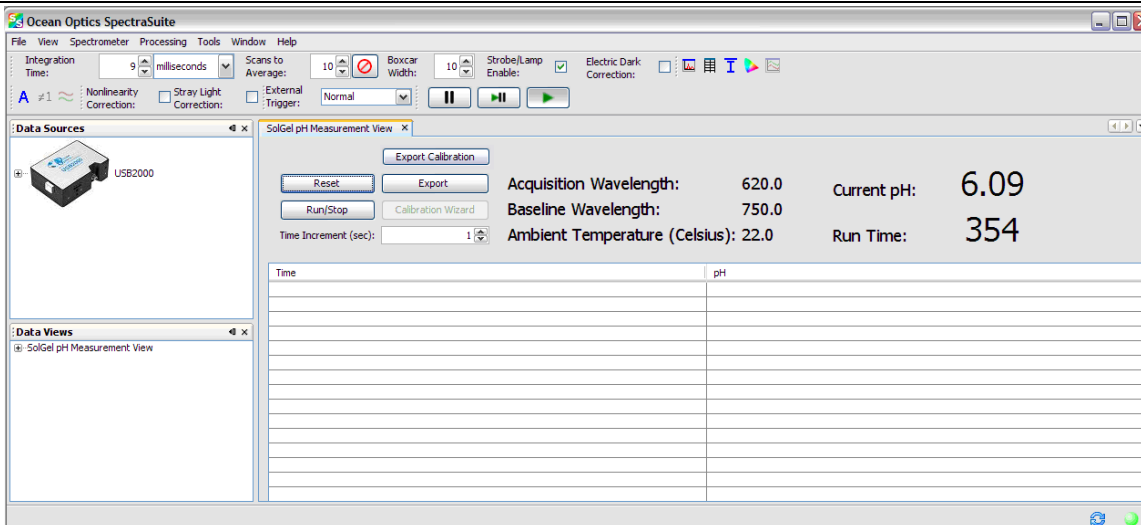 Ocean Optics SpectraSuite
File View Spectrometer Processing Tools Window Help
Integration Time: 9 milliseconds Scans to Average: 10 Boxcar Width: 10 Strobe/Lamp Enable: Electric Dark Correction:
A ≠1 Nonlinearity Correction: Stray Light Correction: External Trigger: Normal
Data Sources
USB2000
Data Views
SolGel pH Measurement View
SolGel pH Measurement View
Export Calibration
Reset Export Acquisition Wavelength: 620.0 Current pH: 6.09
Run/Stop Calibration Wizard Baseline Wavelength: 750.0
Time Increment (sec): 1 Ambient Temperature (Celsius): 22.0 Run Time: 354
Time pH